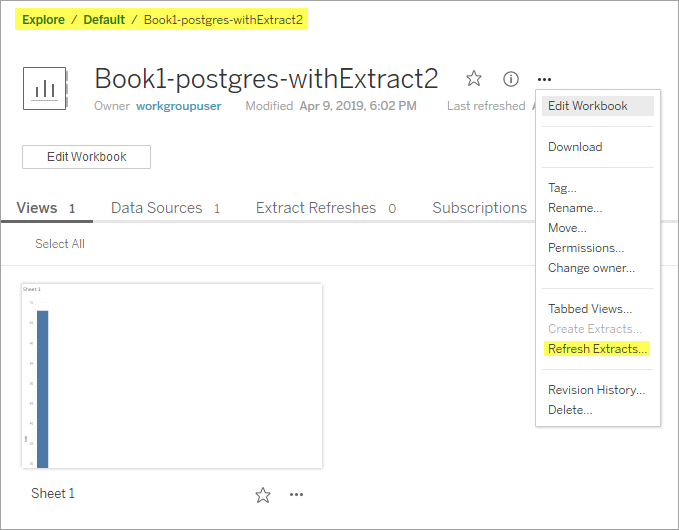 Explore / Default / Book1-postgres-withExtract2
Book1-postgres-withExtract2
Owner workgroupuser Modified Apr 9, 2019, 6:02 PM Last refreshed
Edit Workbook
Views 1 Data Sources 1 Extract Refreshes 0 Subscriptions
Select All
Edit Workbook
Download
Tag...
Rename...
Move...
Permissions...
Change owner...
Tabbed Views...
Create Extracts...
Refresh Extracts...
Revision History...
Delete...
Sheet 1
Sheet 1